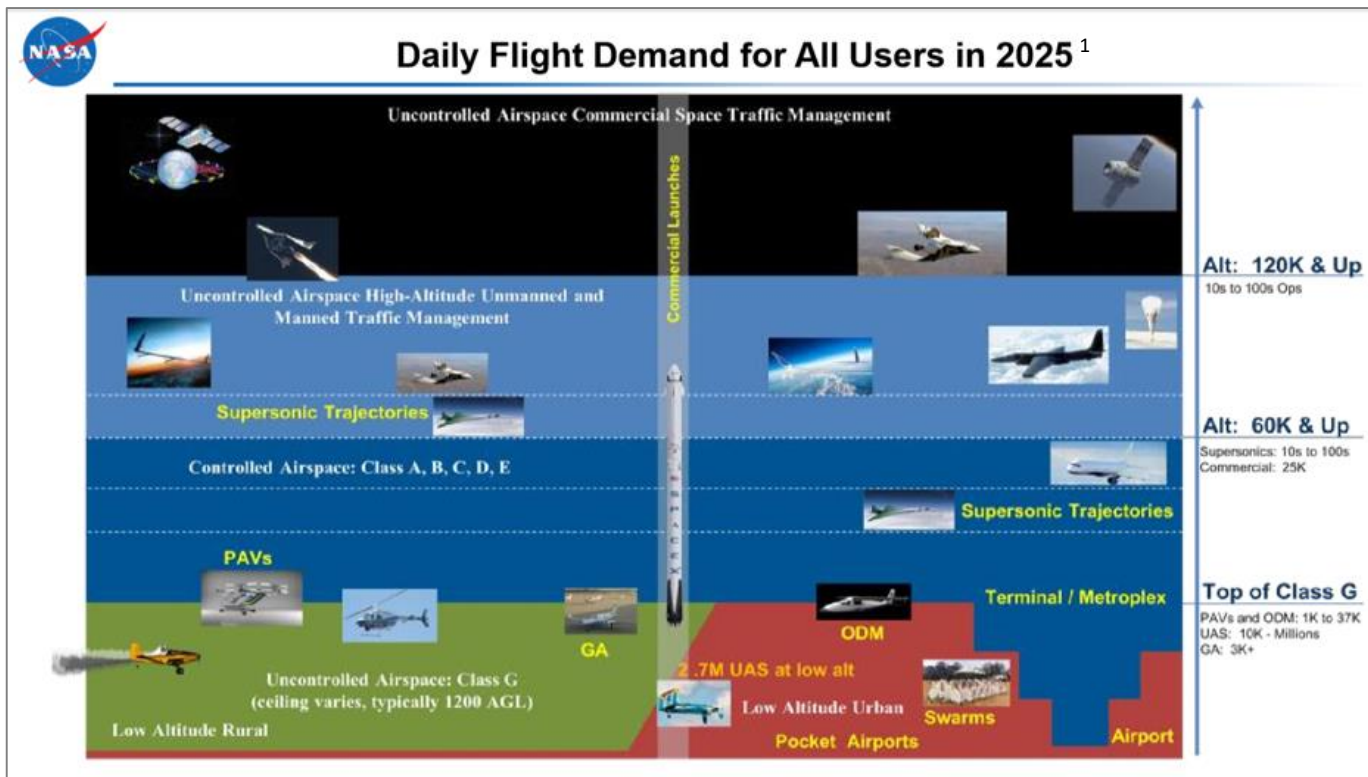 NASA
Daily Flight Demand for All Users in 2025 1
Uncontrolled Airspace Commercial Space Traffic Management
Commercial Launches
Alt: 120K & Up
10s to 100s Ops
Uncontrolled Airspace High-Altitude Unmanned and
Manned Traffic Management
Supersonic Trajectories
Alt: 60K & Up
Supersonics: 10s to 100s
Commercial: 25K
Controlled Airspace: Class A, B, C, D, E
SPACEX
Supersonic Trajectories
PAVs
Terminal / Metroplex
Top of Class G
PAVs and ODM: 1K to 37K
UAS: 10K - Millions
GA: 3K+
GA
ODM
2.7M UAS at low alt
Uncontrolled Airspace: Class G
(ceiling varies, typically 1200 AGL)
Low Altitude Urban
Swarms
Low Altitude Rural
Pocket Airports
Airport